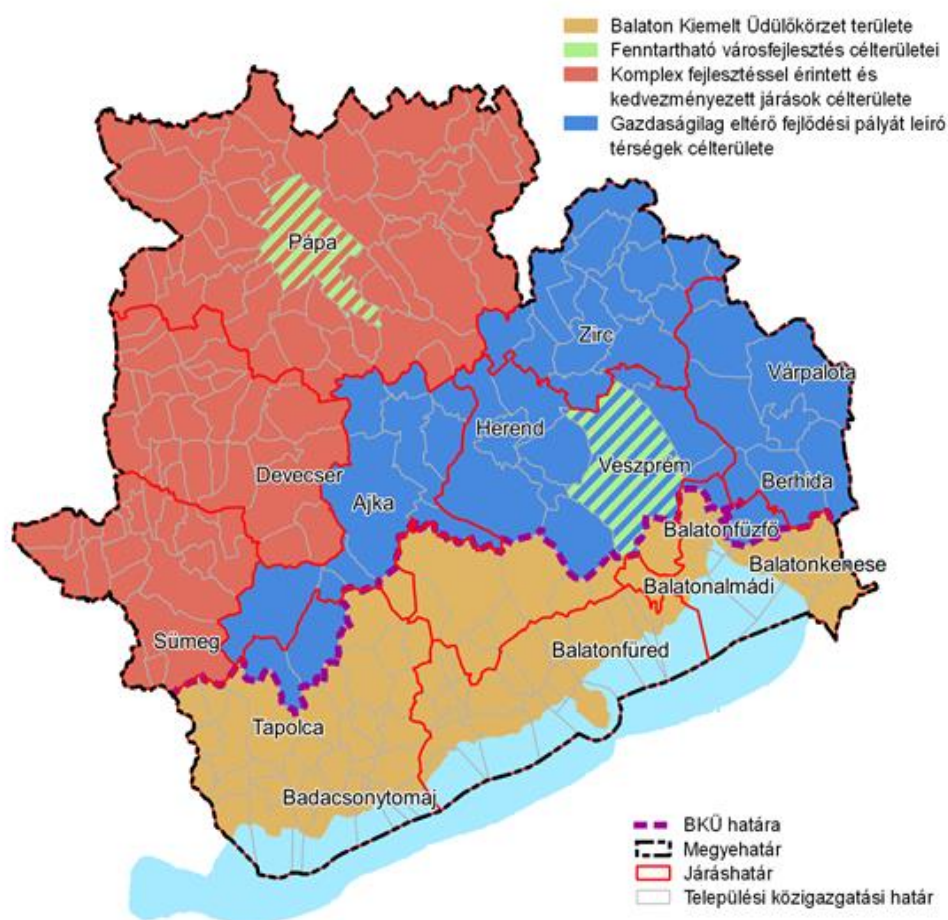 Balaton Kiemelt Üdülőkörzet területe
Fenntartható városfejlesztés célterületei
Komplex fejlesztéssel érintett és
kedvezményezett járások célterülete
Gazdaságilag eltérő fejlődési pályát leíró
térségek célterülete
Pápa
Zirc
Várpalota
Herend
Veszprém
Devecser
Ajka
Berhida
Balatonfűzfő
Balatonkenese
Balatonalmádi
Sümeg
Balatonfüred
Tapolca
Badacsonytomaj
BKÜ határa
Megyehatár
Járáshatár
Települési közigazgatási határ